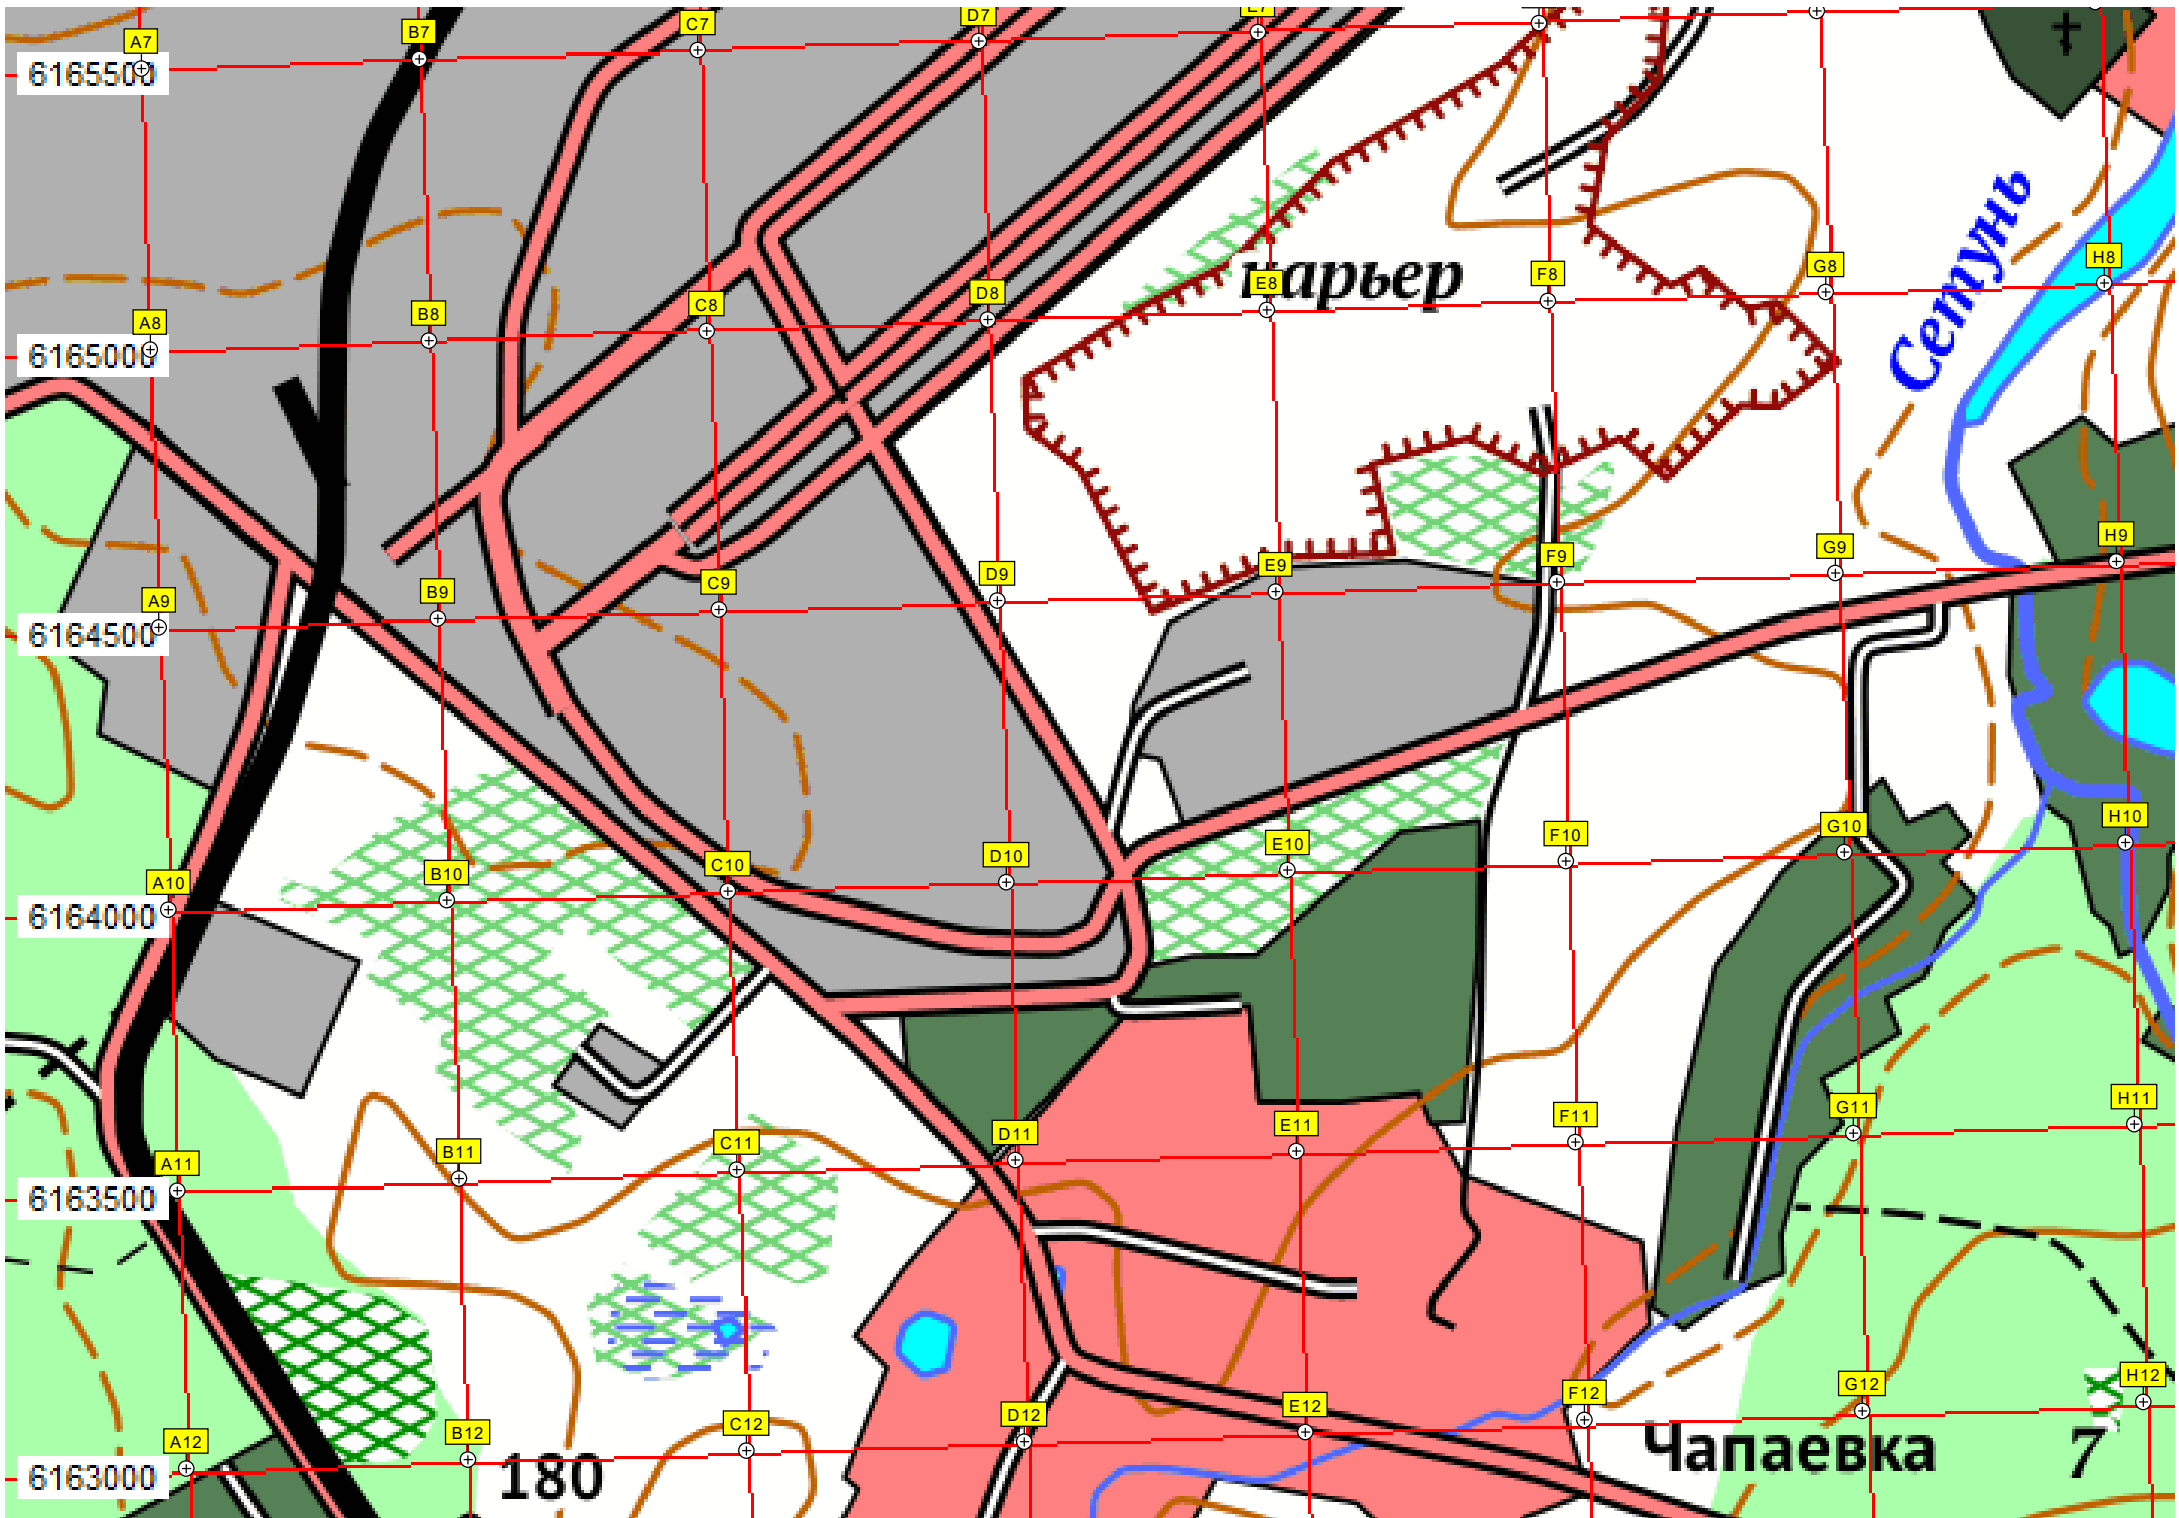 A7 B7 C7 D7 E7
6165500
Сетунь
карьер
A8 B8 C8 D8 E8 F8 G8 H8
6165000
A9 B9 C9 D9 E9 F9 G9 H9
6164500
A10 B10 C10 D10 E10 F10 G10 H10
6164000
A11 B11 C11 D11 E11 F11 G11 H11
6163500
A12 B12 C12 D12 E12 F12 G12 H12
6163000
180
Чапаевка
7